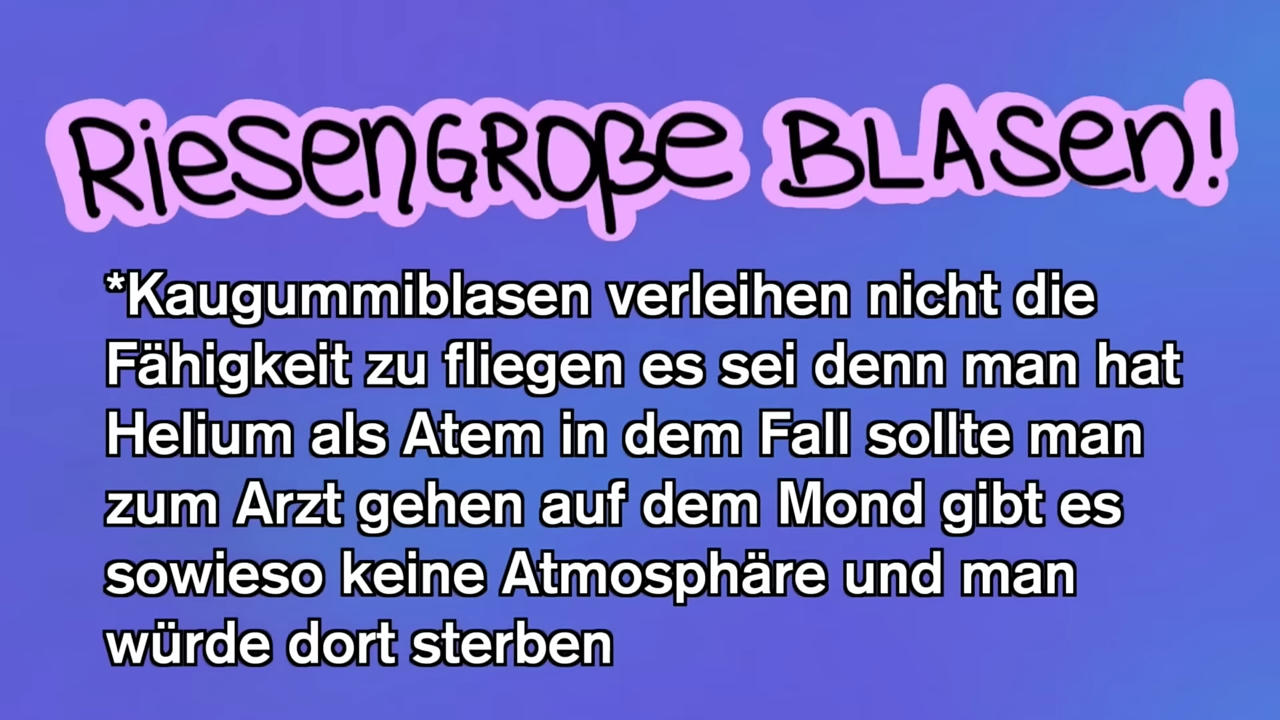 RiesenGRoße BLASen!
*Kaugummiblasen verleihen nicht die
Fähigkeit zu fliegen es sei denn man hat
Helium als Atem in dem Fall sollte man
zum Arzt gehen auf dem Mond gibt es
sowieso keine Atmosphäre und man
würde dort sterben